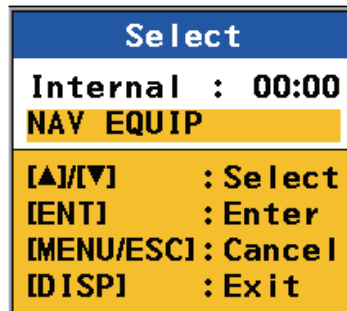 Select
Internal : 00:00
NAV EQUIP
[▲]/[▼] :Select
[ENT] :Enter
[MENU/ESC]:Cancel
[DISP] :Exit